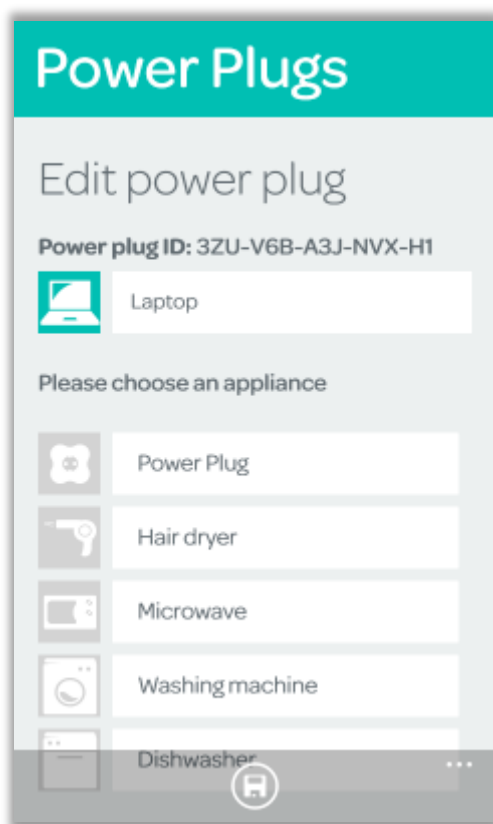 Power Plugs
Edit power plug
Power plug ID: 3ZU-V6B-A3J-NVX-H1
Laptop
Please choose an appliance
Power Plug
Hair dryer
Microwave
Washing machine
Dishwasher
...